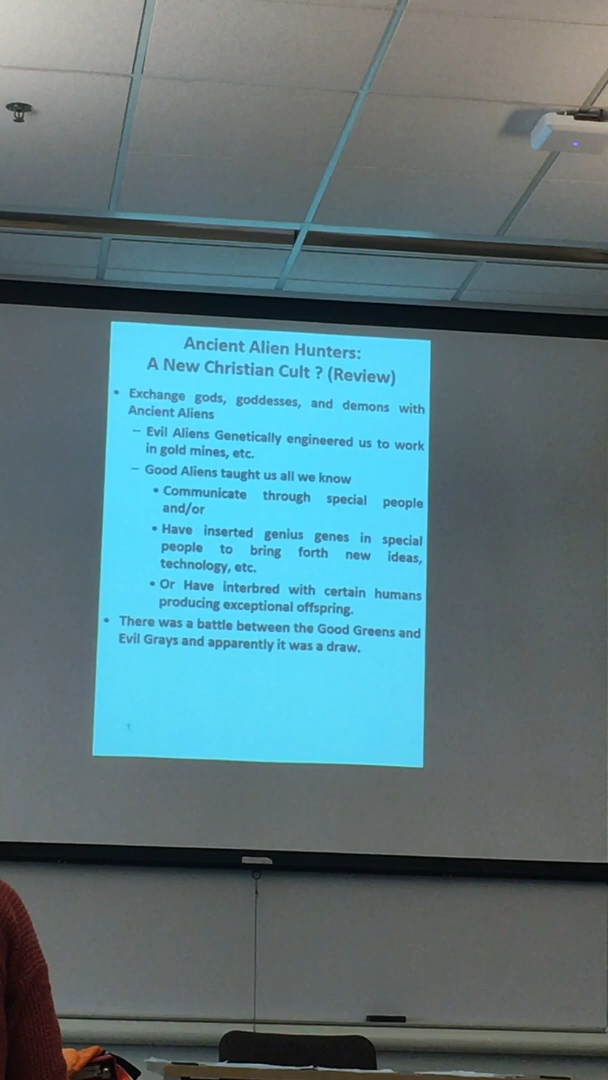 Ancient Alien Hunters:
A New Christian Cult ? (Review)
• Exchange gods, goddesses, and demons with
Ancient Aliens
– Evil Aliens Genetically engineered us to work
in gold mines, etc.
– Good Aliens taught us all we know
• Communicate through special people
and/or
• Have inserted genius genes in special
people to bring forth new ideas,
technology, etc.
• Or Have interbred with certain humans
producing exceptional offspring.
• There was a battle between the Good Greens and
Evil Grays and apparently it was a draw.